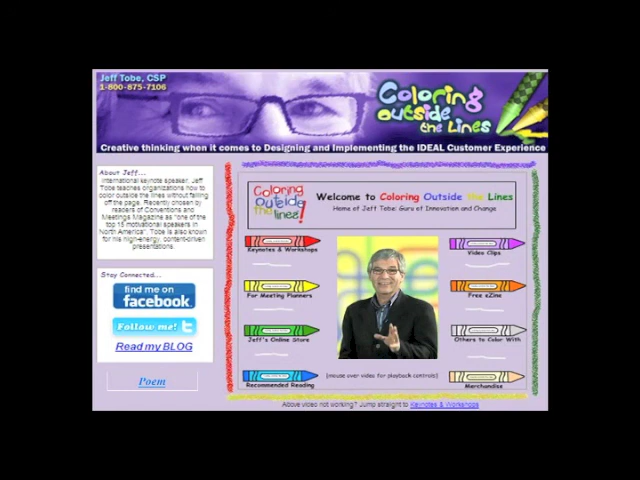 Jeff Tobe, CSP
1-800-875-7106
Coloring
outside
the Lines
Creative thinking when it comes to Designing and Implementing the IDEAL Customer Experience
About Jeff...
International keynote speaker, Jeff
Tobe teaches organizations how to
color outside the lines without falling
off the page. Recently chosen by
readers of Conventions and
Meetings Magazine as "one of the
top 15 motivational speakers in
North America". Tobe is also known
for his high-energy, content-driven
presentations.
Stay Connected...
find me on
facebook.
Follow me!
Read my BLOG
Poem
Coloring
Outside
the lines!
Welcome to Coloring Outside the Lines
Home of Jeff Tobe: Guru of Innovation and Change
Keynotes & Workshops
For Meeting Planners
Jeff's Online Store
Recommended Reading
Video Clips
Free eZine
Others to Color With
Merchandise
(mouse over video for playback controls)
Above video not working? Jump straight to Keynotes & Workshops